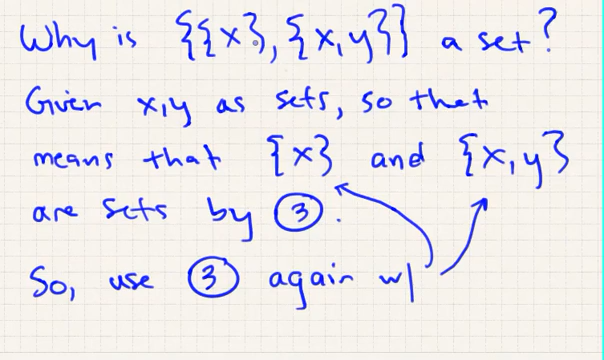 Why is {{x}, {x,y}} a set?
Given x,y as sets, so that
means that {x} and {x,y}
are sets by ③.
So, use ③ again w/